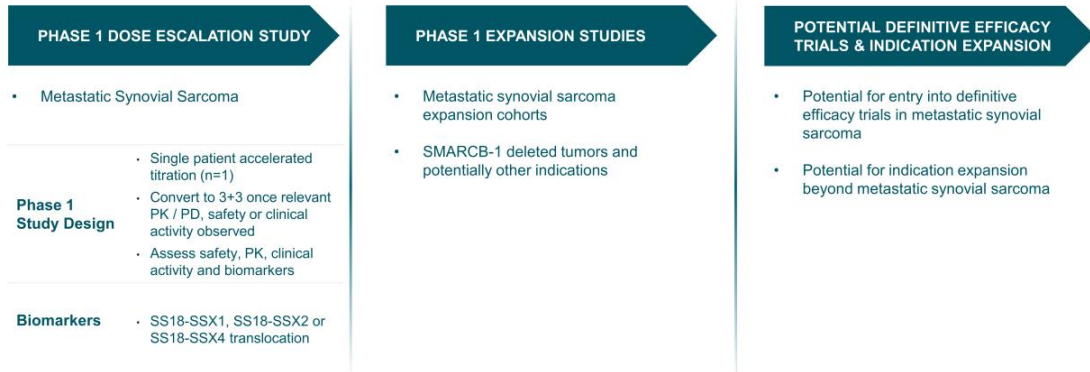 PHASE 1 DOSE ESCALATION STUDY
• Metastatic Synovial Sarcoma
Phase 1
Study Design
• Single patient accelerated
titration (n=1)
• Convert to 3+3 once relevant
PK / PD, safety or clinical
activity observed
• Assess safety, PK, clinical
activity and biomarkers
Biomarkers
• SS18-SSX1, SS18-SSX2 or
SS18-SSX4 translocation
PHASE 1 EXPANSION STUDIES
• Metastatic synovial sarcoma
expansion cohorts
• SMARCB-1 deleted tumors and
potentially other indications
POTENTIAL DEFINITIVE EFFICACY
TRIALS & INDICATION EXPANSION
• Potential for entry into definitive
efficacy trials in metastatic synovial
sarcoma
• Potential for indication expansion
beyond metastatic synovial sarcoma